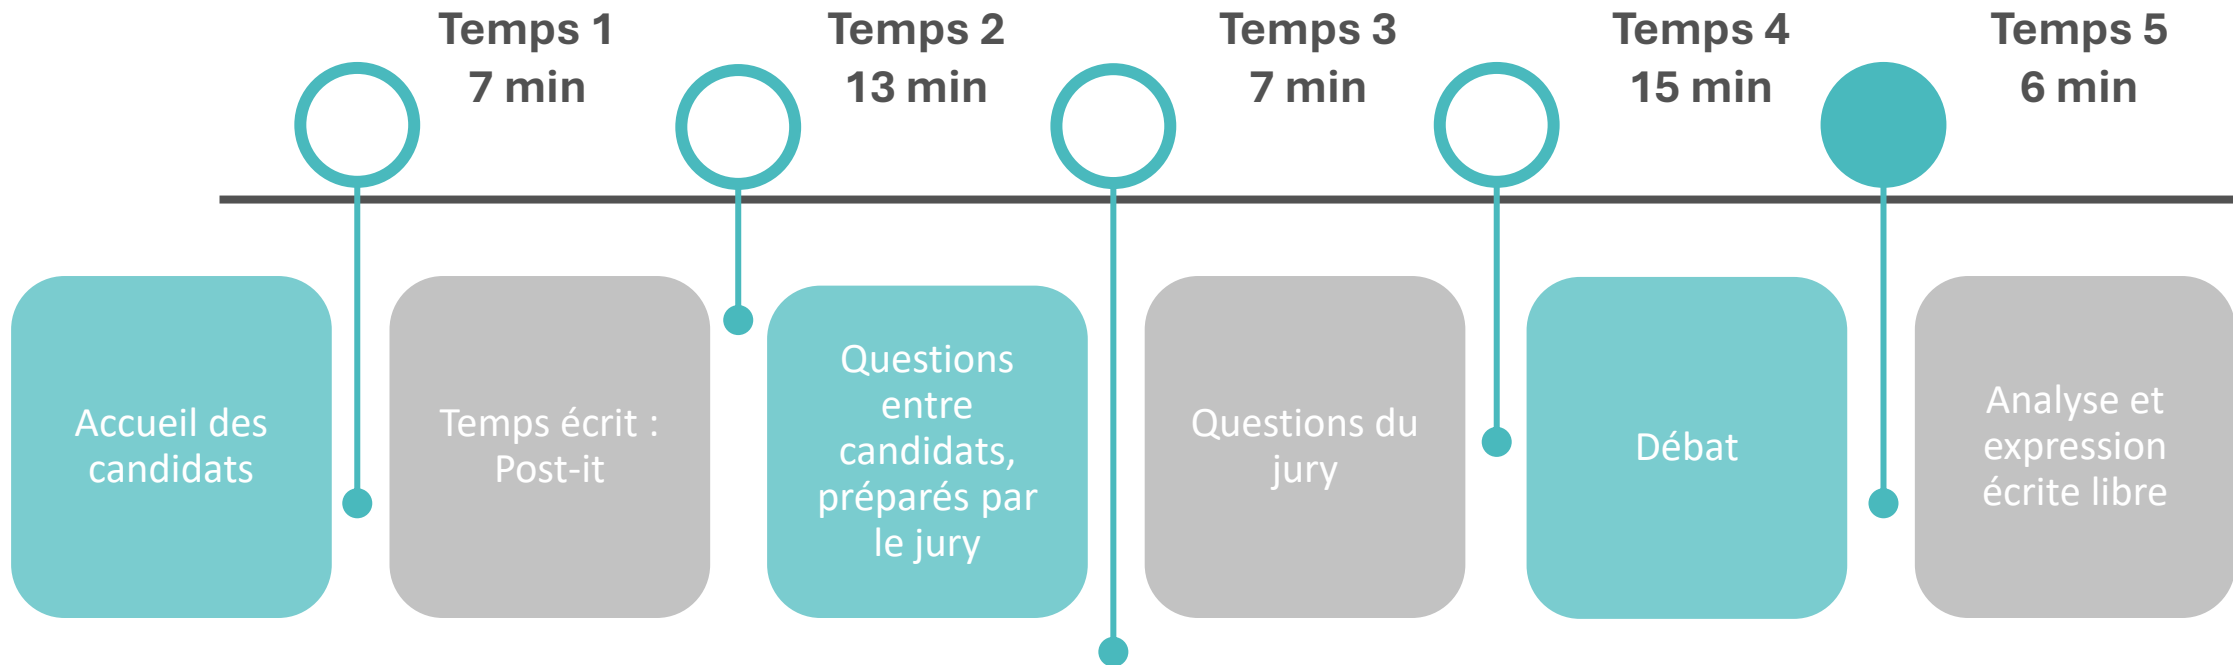 Temps 1
7 min
Temps 2
13 min
Temps 3
7 min
Temps 4
15 min
Temps 5
6 min
Accueil des
candidats
Temps écrit :
Post-it
Questions
entre
candidats,
préparés par
le jury
Questions du
jury
Débat
Analyse et
expression
écrite libre